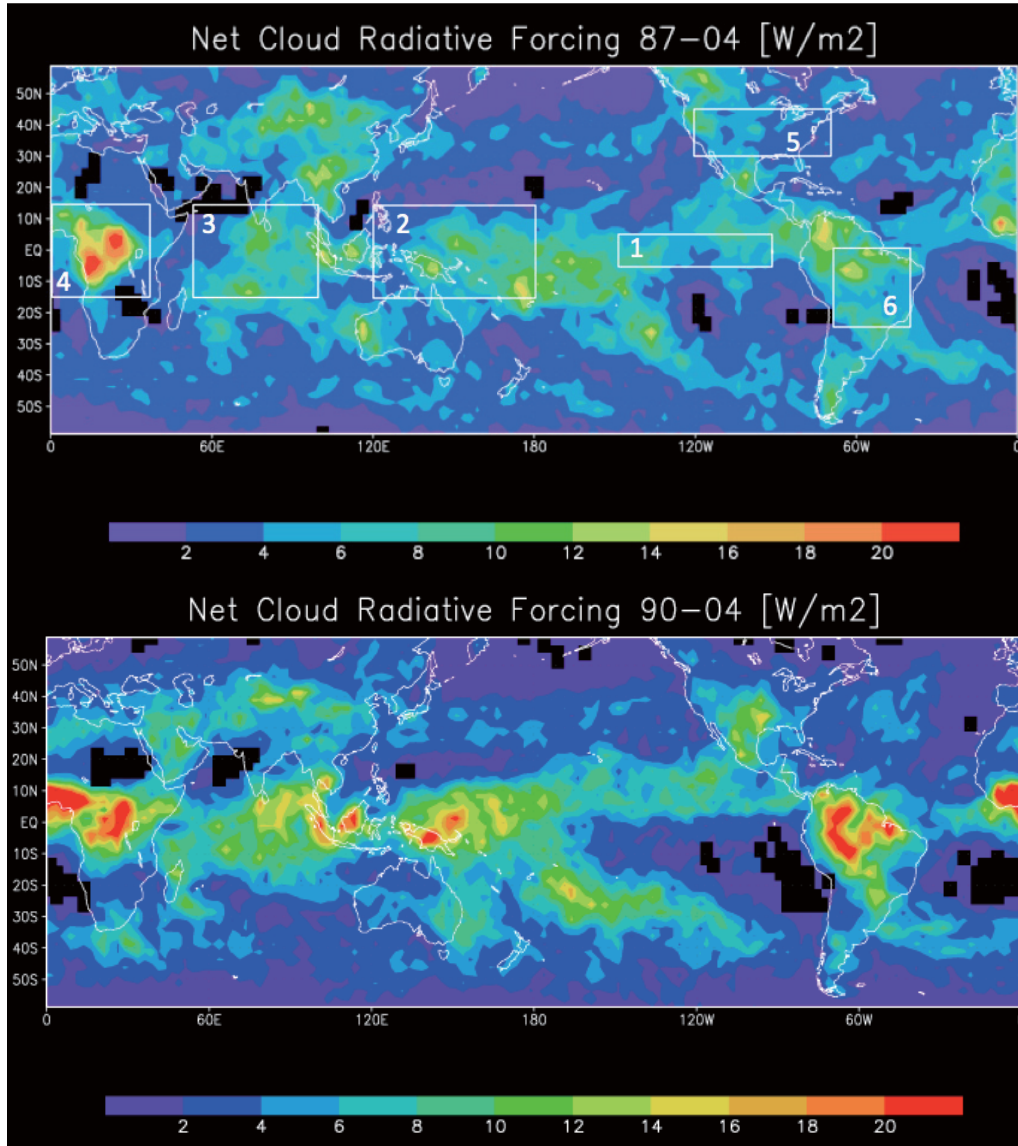 Net Cloud Radiative Forcing 87-04 [W/m2]
50N
40N
30N
20N
10N
EQ
10S
20S
30S
40S
50S
5
3
2
1
4
6
0 60E 120E 180 120W 60W 0
2 4 6 8 10 12 14 16 18 20
Net Cloud Radiative Forcing 90-04 [W/m2]
50N
40N
30N
20N
10N
EQ
10S
20S
30S
40S
50S
0 60E 120E 180 120W 60W
2 4 6 8 10 12 14 16 18 20